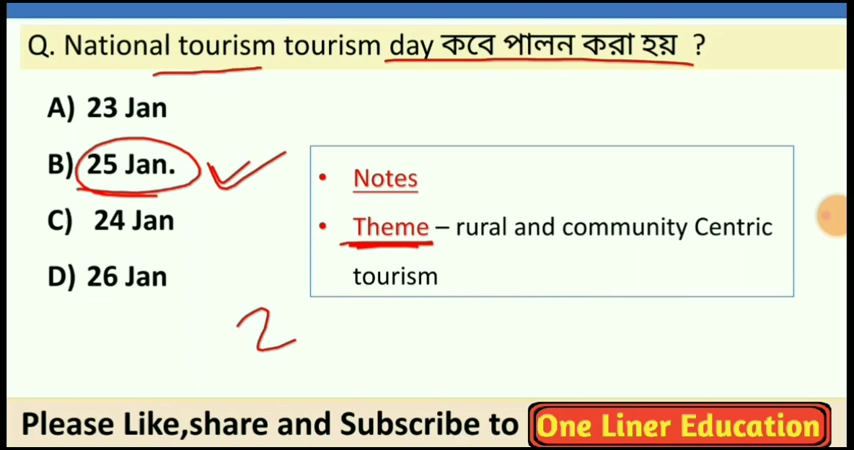 Q. National tourism tourism day কবে পালন করা হয় ?
A) 23 Jan
B) 25 Jan.
C) 24 Jan
D) 26 Jan
• Notes
• Theme – rural and community Centric
tourism
2
Please Like,share and Subscribe to One Liner Education